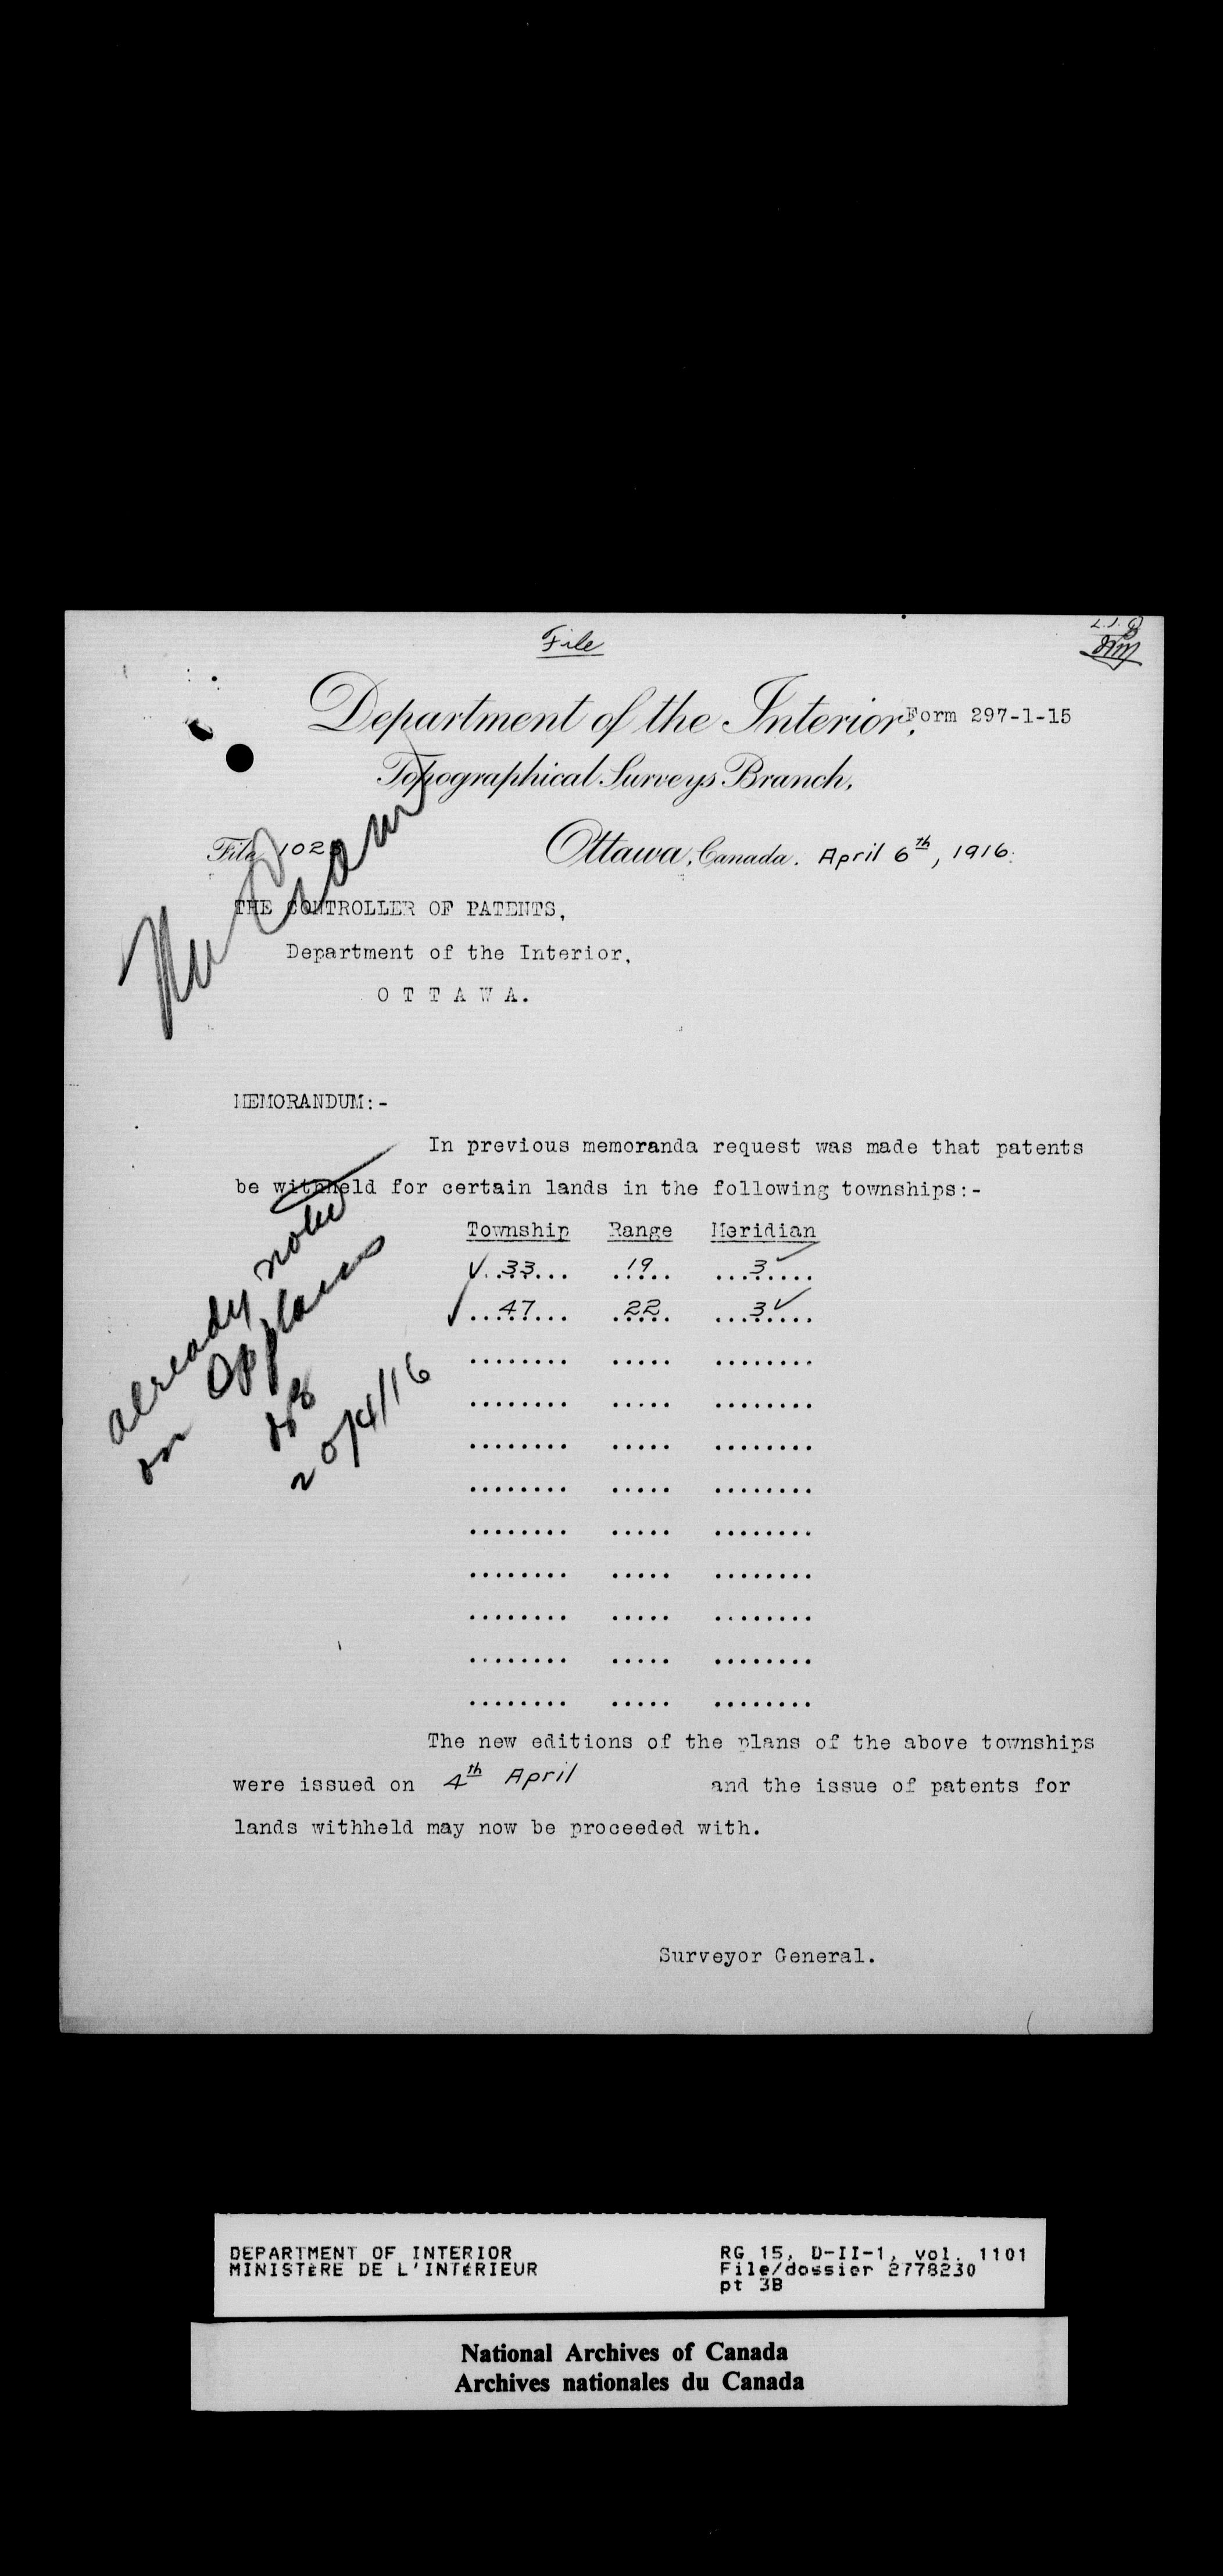 File
Department of the Interior,
Form 297-1-15
Topographical Surveys Branch,
File
Ottawa, Canada. April 6th, 1916.
THE CONTROLLER OF PATENTS,
Department of the Interior,
O T T A W A.
MEMORANDUM:-
In previous memoranda request was made that patents
be withheld for certain lands in the following townships:-
Township Range Meridian
✓..33... .19.. ...3✓....
✓..47... .22.. ...3✓....
........ ..... ........
........ ..... ........
........ ..... ........
........ ..... ........
........ ..... ........
........ ..... ........
........ ..... ........
........ ..... ........
........ ..... ........
already noted
on
20/4/16
The new editions of the plans of the above townships
were issued on 4th April and the issue of patents for
lands withheld may now be proceeded with.
Surveyor General.
DEPARTMENT OF INTERIOR
MINISTÈRE DE L'INTÉRIEUR
RG 15, D-II-1, vol. 1101
File/dossier 2778230
pt 3B
National Archives of Canada
Archives nationales du Canada